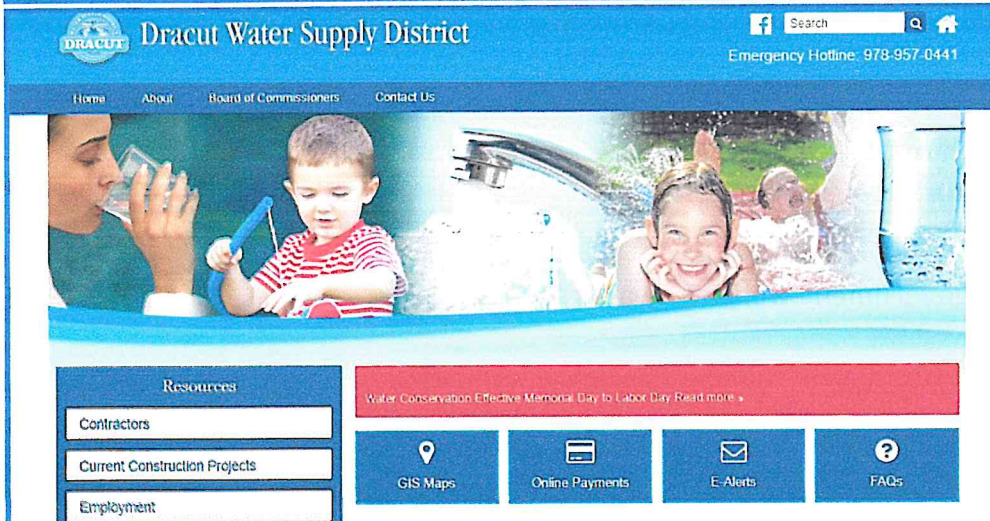 DRACUT
Dracut Water Supply District
Search
Emergency Hotline: 978-957-0441
Home About Board of Commissioners Contact Us
Resources
Contractors
Current Construction Projects
Employment
Water Conservation Effective Memorial Day to Labor Day Read more »
GIS Maps Online Payments E-Alerts FAQs